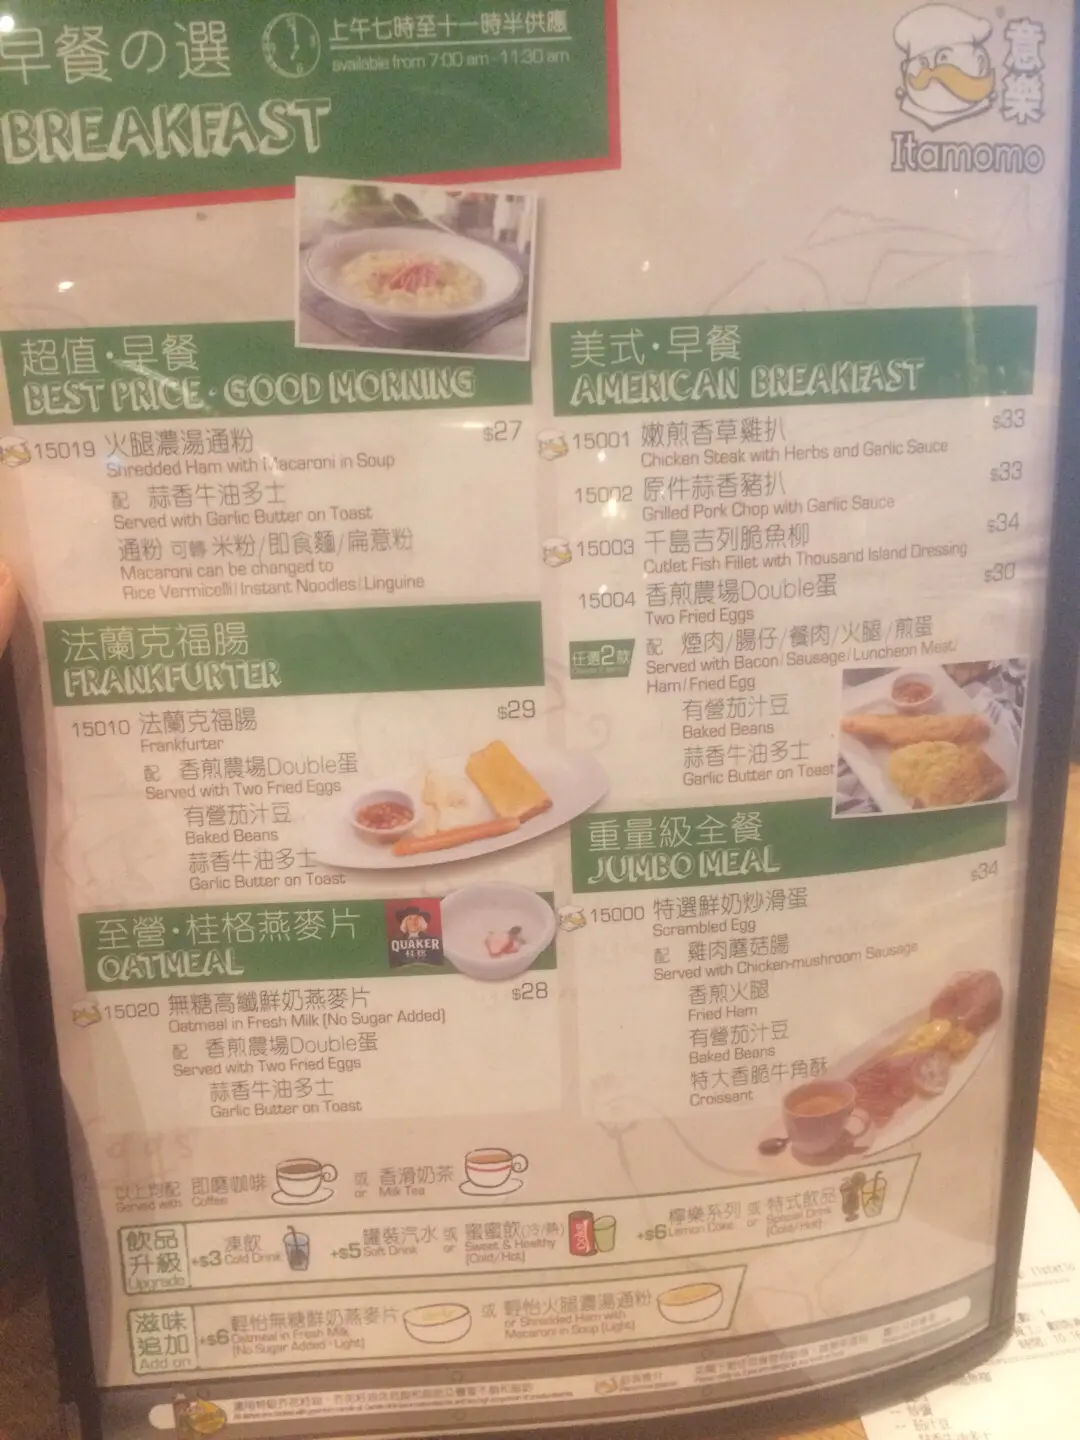 早餐の選
上午七時至十一時半供應
available from 7:00 am - 11:30 am
BREAKFAST
意樂
Itamomo
超值·早餐
BEST PRICE · GOOD MORNING
15019 火腿濃湯通粉 $27
Shredded Ham with Macaroni in Soup
配 蒜香牛油多士
Served with Garlic Butter on Toast
通粉 可轉 米粉/即食麵/扁意粉
Macaroni can be changed to
Rice Vermicelli/Instant Noodles/Linguine
法蘭克福腸
FRANKFURTER
15010 法蘭克福腸 $29
Frankfurter
配 香煎農場Double蛋
Served with Two Fried Eggs
有營茄汁豆
Baked Beans
蒜香牛油多士
Garlic Butter on Toast
至營·桂格燕麥片
OATMEAL
QUAKER
桂格
15020 無糖高纖鮮奶燕麥片 $28
Oatmeal in Fresh Milk (No Sugar Added)
配 香煎農場Double蛋
Served with Two Fried Eggs
蒜香牛油多士
Garlic Butter on Toast
美式·早餐
AMERICAN BREAKFAST
15001 嫩煎香草雞扒 $33
Chicken Steak with Herbs and Garlic Sauce
15002 原件蒜香豬扒 $33
Grilled Pork Chop with Garlic Sauce
15003 千島吉列脆魚柳 $34
Cutlet Fish Fillet with Thousand Island Dressing
15004 香煎農場Double蛋 $30
Two Fried Eggs
任選2款
配 煙肉/腸仔/餐肉/火腿/煎蛋
Served with Bacon/Sausage/Luncheon Meat/
Ham/Fried Egg
有營茄汁豆
Baked Beans
蒜香牛油多士
Garlic Butter on Toast
重量級全餐
JUMBO MEAL
15000 特選鮮奶炒滑蛋 $34
Scrambled Egg
配 雞肉蘑菇腸
Served with Chicken-mushroom Sausage
香煎火腿
Fried Ham
有營茄汁豆
Baked Beans
特大香脆牛角酥
Croissant
以上均配 即磨咖啡 或 香滑奶茶
Served with Coffee or Milk Tea
飲品升級
Upgrade
+$3 凍飲
Cold Drink
+$5 罐裝汽水 或 蜜蜜飲(冷/熱)
Soft Drink or Sweet & Healthy
(Cold/Hot)
+$6 檸樂系列 或 特式飲品
Lemon Coke or Special Drink
(Cold/Hot)
滋味追加
Add on
+$6 輕怡無糖鮮奶燕麥片 或 輕怡火腿濃湯通粉
Oatmeal in Fresh Milk
(No Sugar Added - Light)
or Shredded Ham with
Macaroni in Soup (Light)